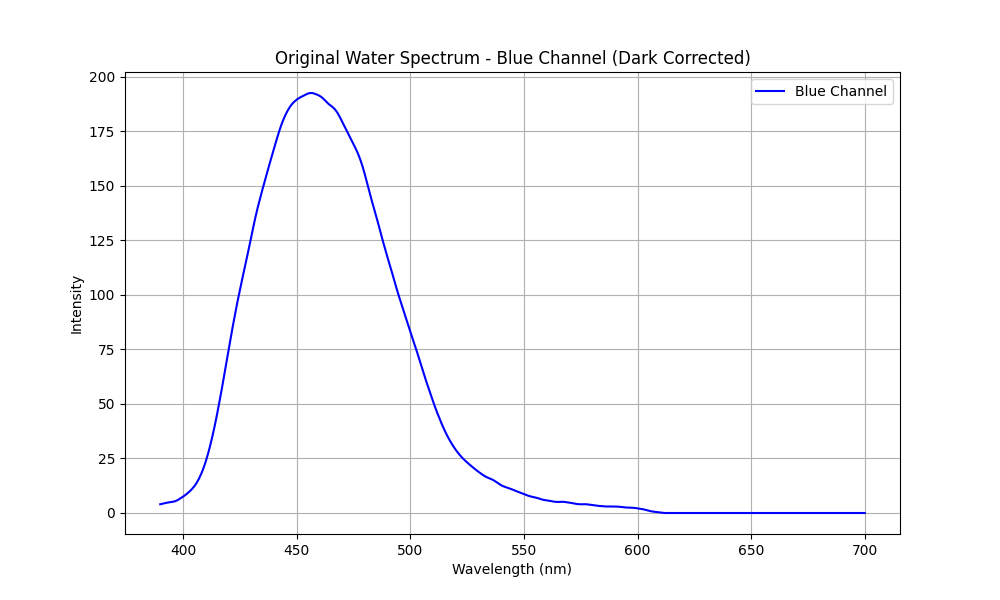 Original Water Spectrum - Blue Channel (Dark Corrected)
Blue Channel
200
175
150
125
100
75
50
25
0
Intensity
400 450 500 550 600 650 700
Wavelength (nm)